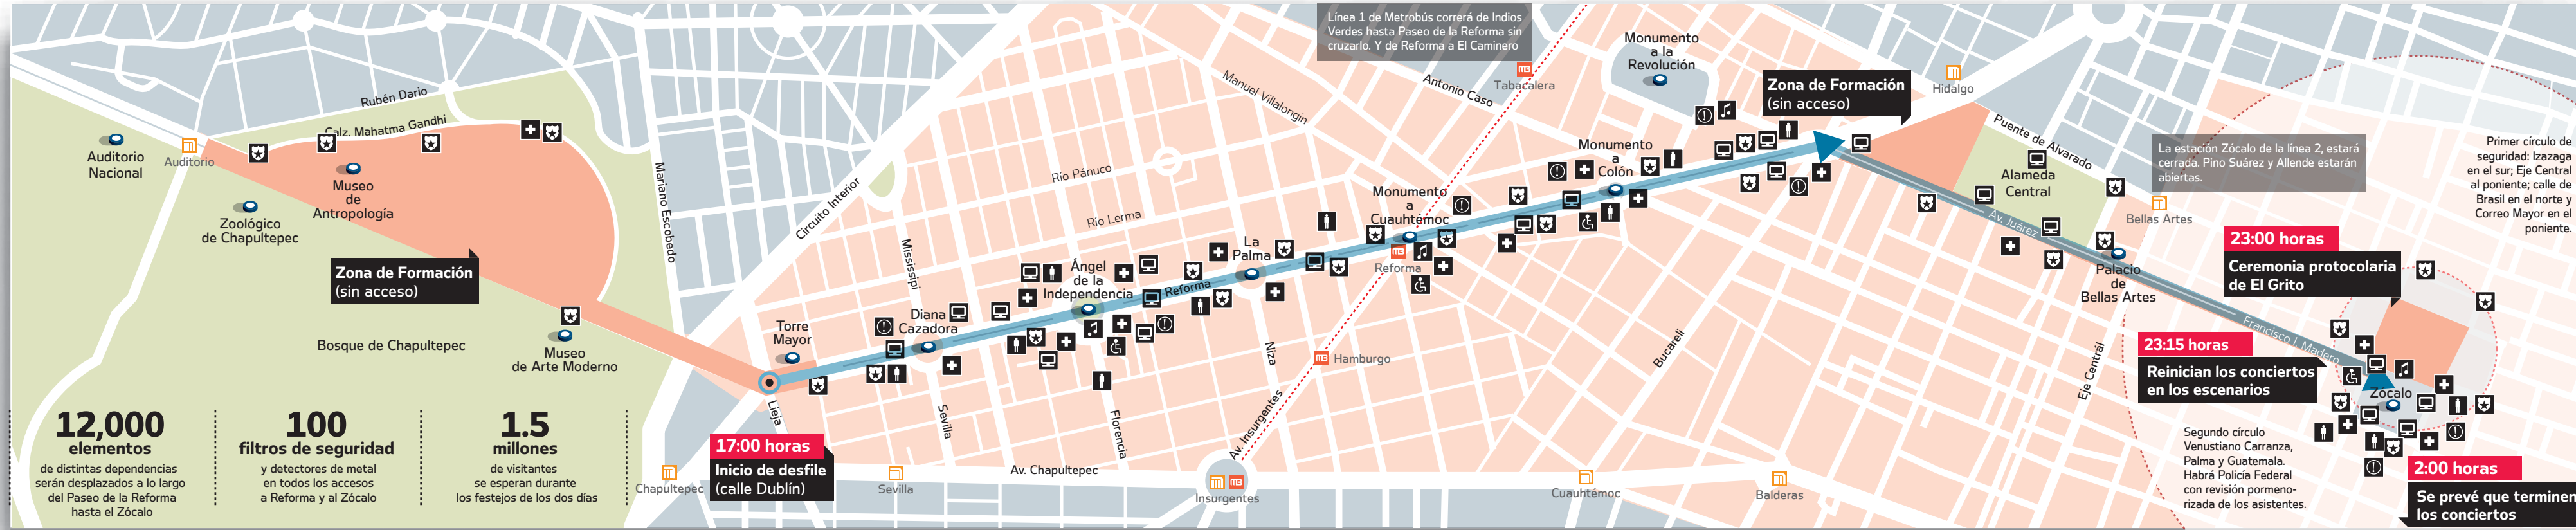 Línea 1 de Metrobús correrá de Indios
Verdes hasta Paseo de la Reforma sin
cruzarlo. Y de Reforma a El Caminero
Rubén Dario
Calz. Mahatma Gandhi
Auditorio
Nacional
Auditorio
Museo
de
Antropología
Zoológico
de Chapultepec
Zona de Formación
(sin acceso)
Bosque de Chapultepec
Museo
de Arte Moderno
Mariano Escobedo
Circuito Interior
Torre
Mayor
Lieja
Mississipi
Diana
Cazadora
Sevilla
Río Pánuco
Río Lerma
Manuel Villalongín
Ángel
de la
Independencia
Reforma
Florencia
La
Palma
Niza
Antonio Caso
MB
Tabacalera
Monumento
a la
Revolución
Monumento
a
Cuauhtémoc
MB
Reforma
MB
Hamburgo
Av. Insurgentes
Monumento
a
Colón
Bucareli
Zona de Formación
(sin acceso)
Hidalgo
Puente de Alvarado
Alameda
Central
Av. Juárez
La estación Zócalo de la línea 2, estará
cerrada. Pino Suárez y Allende estarán
abiertas.
Bellas Artes
Palacio
de
Bellas Artes
Eje Central
Francisco I. Madero
Primer círculo de
seguridad: Izazaga
en el sur; Eje Central
al poniente; calle de
Brasil en el norte y
Correo Mayor en el
poniente.
23:00 horas
Ceremonia protocolaria
de El Grito
23:15 horas
Reinician los conciertos
en los escenarios
Zócalo
Segundo círculo
Venustiano Carranza,
Palma y Guatemala.
Habrá Policía Federal
con revisión pormeno-
rizada de los asistentes.
2:00 horas
Se prevé que terminen
los conciertos
12,000
elementos
de distintas dependencias
serán desplazados a lo largo
del Paseo de la Reforma
hasta el Zócalo
100
filtros de seguridad
y detectores de metal
en todos los accesos
a Reforma y al Zócalo
1.5
millones
de visitantes
se esperan durante
los festejos de los dos días
17:00 horas
Inicio de desfile
(calle Dublín)
Chapultepec
Sevilla
Av. Chapultepec
MB
Insurgentes
Cuauhtémoc
Balderas